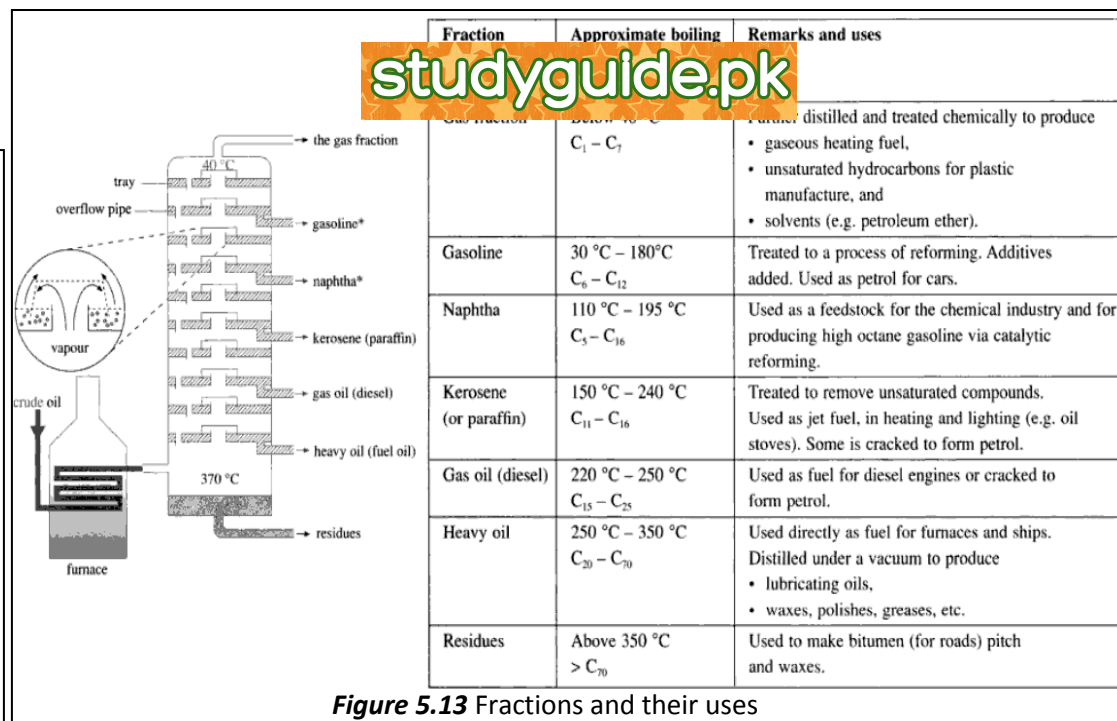 Fraction
Approximate boiling
Remarks and uses
studyguide.pk
distilled and treated chemically to produce
C₁ – C₇
• gaseous heating fuel,
• unsaturated hydrocarbons for plastic
manufacture, and
• solvents (e.g. petroleum ether).
Gasoline
30 °C – 180°C
C₆ – C₁₂
Treated to a process of reforming. Additives
added. Used as petrol for cars.
Naphtha
110 °C – 195 °C
C₅ – C₁₆
Used as a feedstock for the chemical industry and for
producing high octane gasoline via catalytic
reforming.
Kerosene
(or paraffin)
150 °C – 240 °C
C₁₁ – C₁₆
Treated to remove unsaturated compounds.
Used as jet fuel, in heating and lighting (e.g. oil
stoves). Some is cracked to form petrol.
Gas oil (diesel)
220 °C – 250 °C
C₁₅ – C₂₅
Used as fuel for diesel engines or cracked to
form petrol.
Heavy oil
250 °C – 350 °C
C₂₀ – C₇₀
Used directly as fuel for furnaces and ships.
Distilled under a vacuum to produce
• lubricating oils,
• waxes, polishes, greases, etc.
Residues
Above 350 °C
> C₇₀
Used to make bitumen (for roads) pitch
and waxes.
the gas fraction
40 °C
tray
overflow pipe
gasoline*
naphtha*
vapour
kerosene (paraffin)
crude oil
gas oil (diesel)
heavy oil (fuel oil)
370 °C
residues
furnace
Figure 5.13 Fractions and their uses